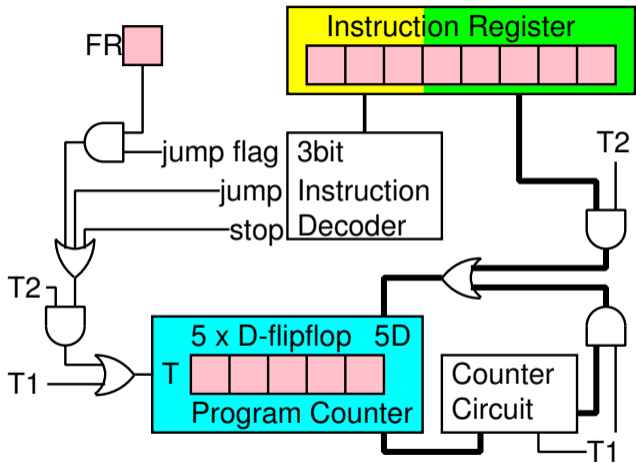 Instruction Register
FR
jump flag
3bit
T2
jump
Instruction
stop
Decoder
T2
5 x D-flipflop 5D
T
T1
Program Counter
Counter
Circuit
T1